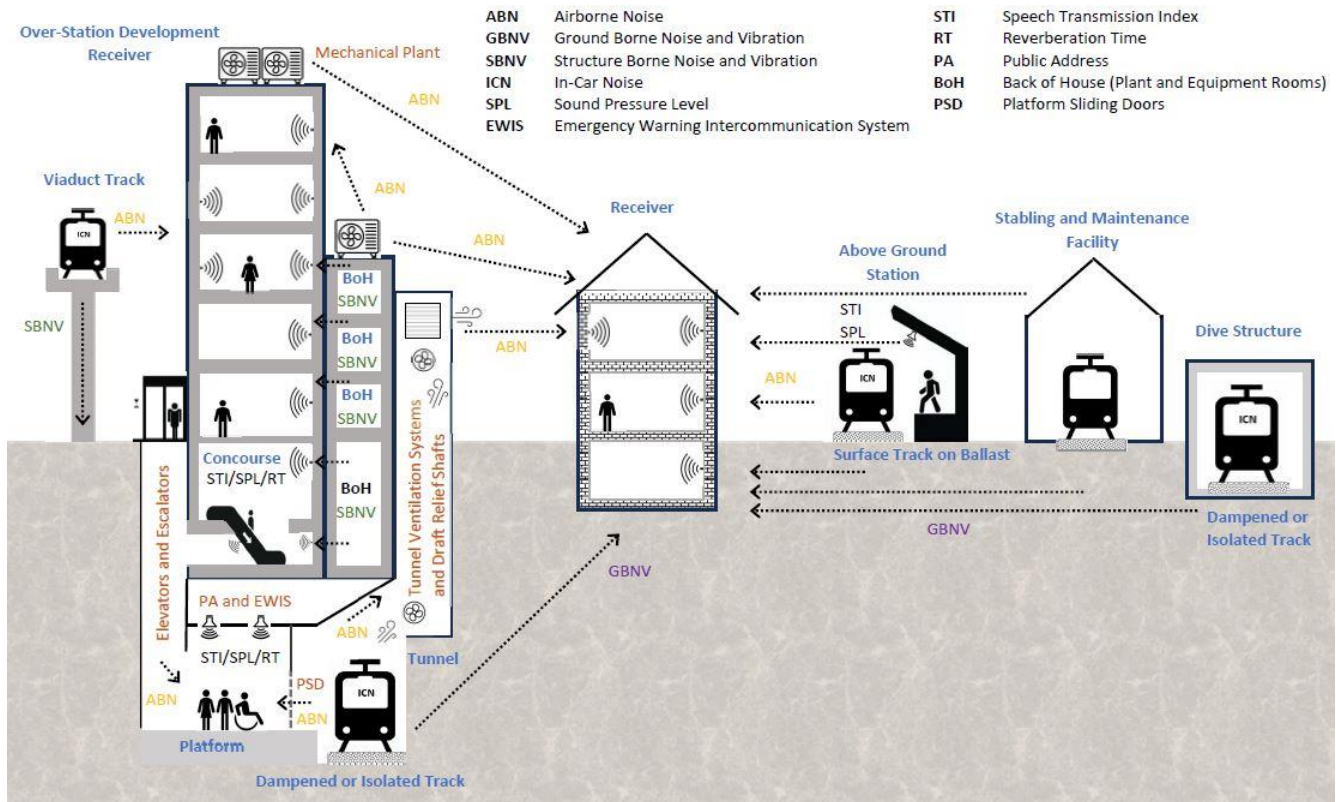 ABN Airborne Noise
GBNV Ground Borne Noise and Vibration
SBNV Structure Borne Noise and Vibration
ICN In-Car Noise
SPL Sound Pressure Level
EWIS Emergency Warning Intercommunication System
STI Speech Transmission Index
RT Reverberation Time
PA Public Address
BoH Back of House (Plant and Equipment Rooms)
PSD Platform Sliding Doors
Over-Station Development
Receiver
Mechanical Plant
ABN
ABN
Viaduct Track
ICN
ABN
SBNV
ABN
BoH
SBNV
BoH
SBNV
BoH
SBNV
BoH
SBNV
Concourse
STI/SPL/RT
Elevators and Escalators
Tunnel Ventilation Systems
and Draft Relief Shafts
ABN
PA and EWIS
STI/SPL/RT
ABN
Tunnel
ABN
PSD
ABN
ICN
Platform
Dampened or Isolated Track
Receiver
GBNV
Above Ground
Station
STI
SPL
ABN
ICN
Surface Track on Ballast
Stabling and Maintenance
Facility
Dive Structure
ICN
Dampened or
Isolated Track
GBNV